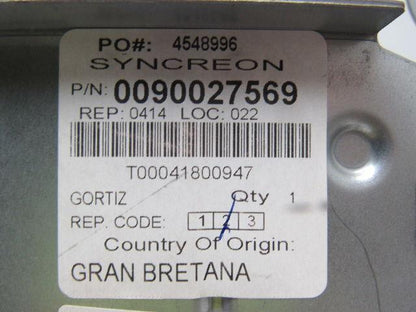 PO#: 4548996
SYNCREON
P/N: 0090027569
REP: 0414 LOC: 022
T00041800947
GORTIZ Qty 1
REP. CODE: 1 2 3
Country Of Origin:
GRAN BRETANA